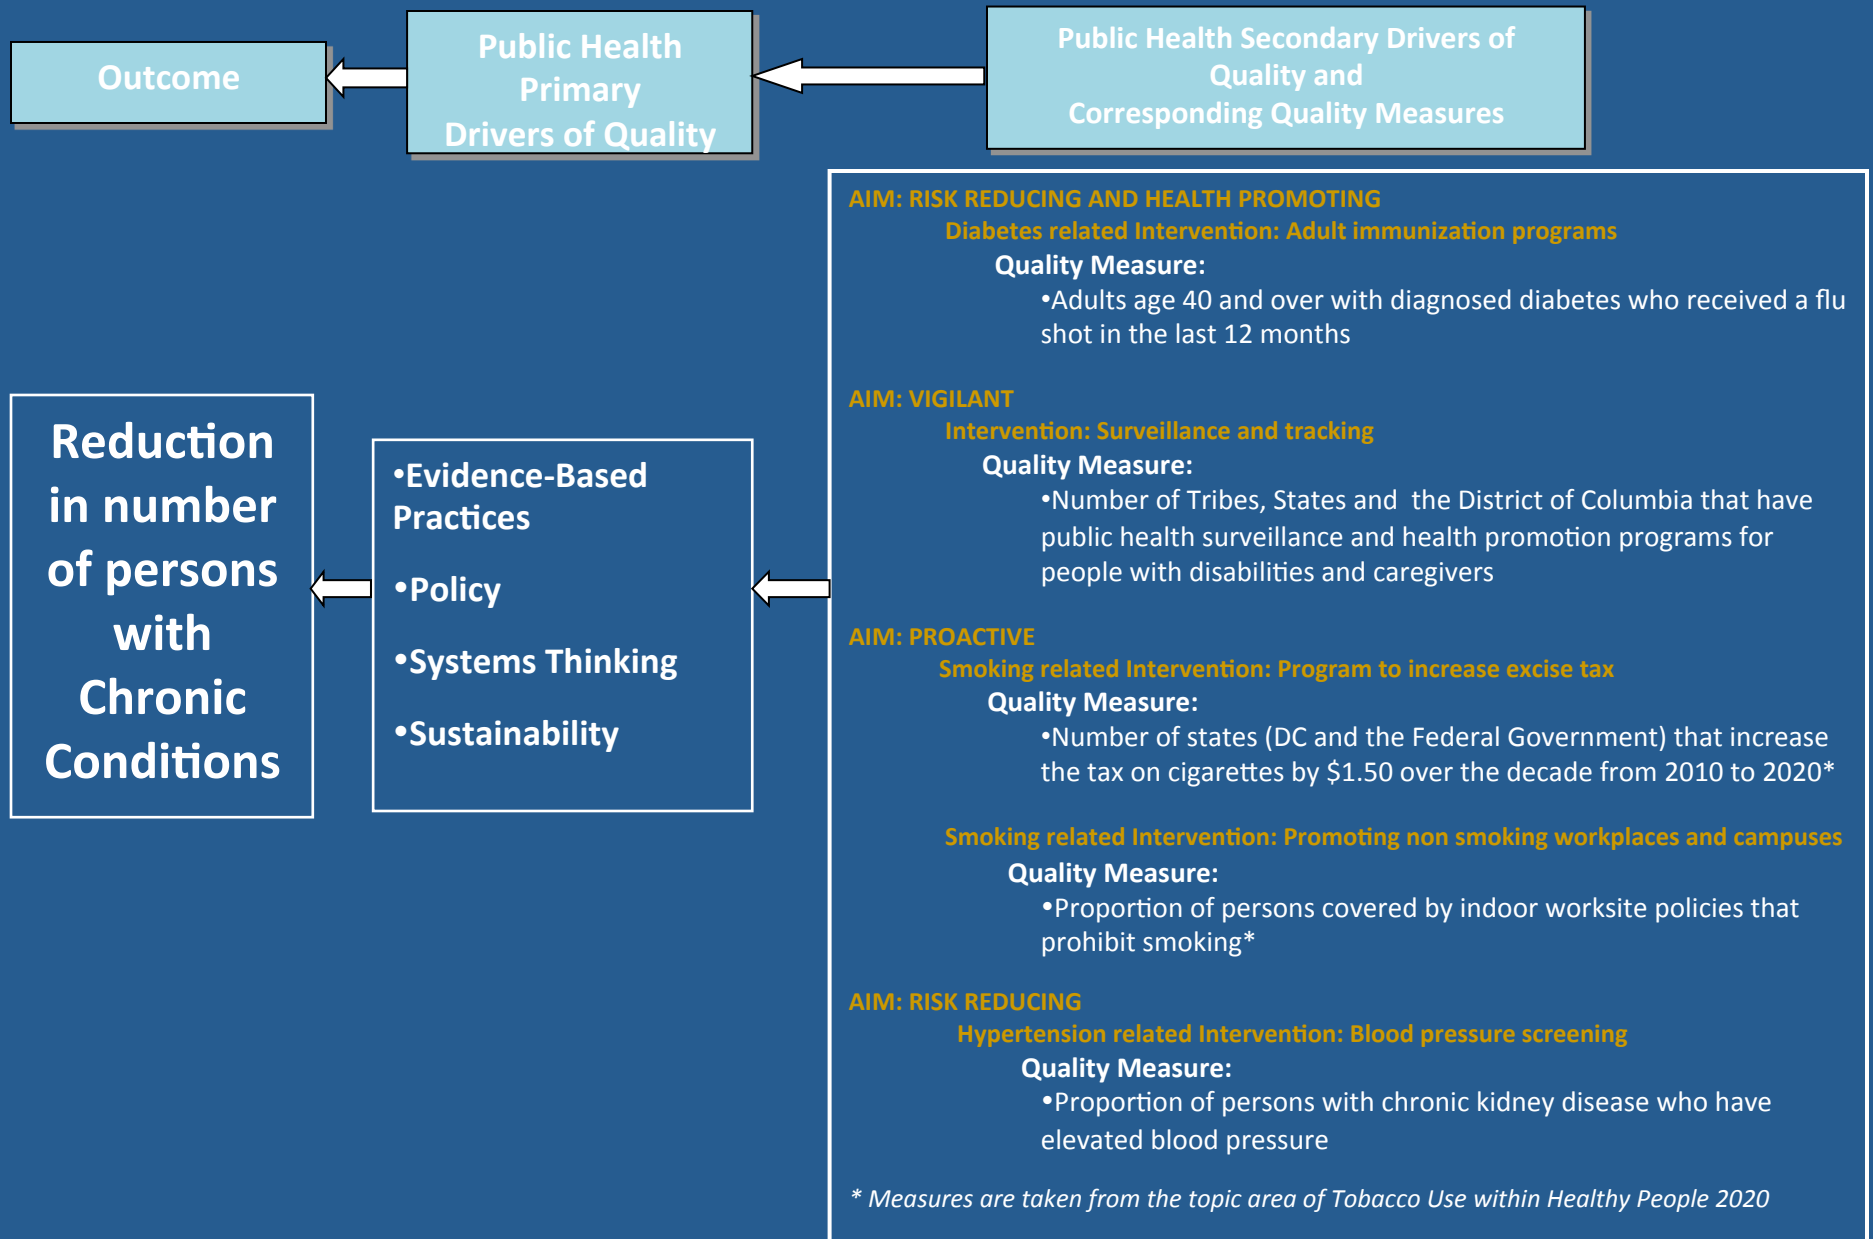 Outcome
Public Health
Primary
Drivers of Quality
Public Health Secondary Drivers of
Quality and
Corresponding Quality Measures
Reduction
in number
of persons
with
Chronic
Conditions
•Evidence-Based
Practices
•Policy
•Systems Thinking
•Sustainability
AIM: RISK REDUCING AND HEALTH PROMOTING
Diabetes related Intervention: Adult immunization programs
Quality Measure:
•Adults age 40 and over with diagnosed diabetes who received a flu
shot in the last 12 months
AIM: VIGILANT
Intervention: Surveillance and tracking
Quality Measure:
•Number of Tribes, States and the District of Columbia that have
public health surveillance and health promotion programs for
people with disabilities and caregivers
AIM: PROACTIVE
Smoking related Intervention: Program to increase excise tax
Quality Measure:
•Number of states (DC and the Federal Government) that increase
the tax on cigarettes by $1.50 over the decade from 2010 to 2020*
Smoking related Intervention: Promoting non smoking workplaces and campuses
Quality Measure:
•Proportion of persons covered by indoor worksite policies that
prohibit smoking*
AIM: RISK REDUCING
Hypertension related Intervention: Blood pressure screening
Quality Measure:
•Proportion of persons with chronic kidney disease who have
elevated blood pressure
* Measures are taken from the topic area of Tobacco Use within Healthy People 2020